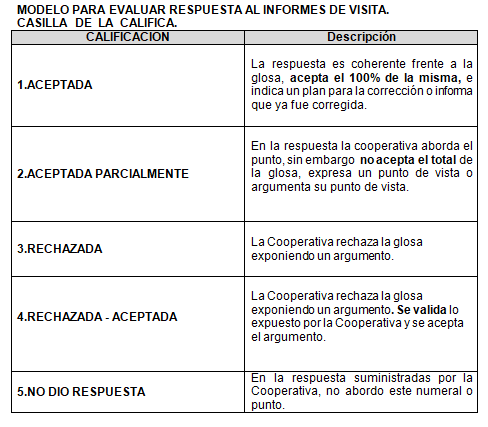 MODELO PARA EVALUAR RESPUESTA AL INFORMES DE VISITA.
CASILLA DE LA CALIFICA.
CALIFICACION
Descripción
1.ACEPTADA
La respuesta es coherente frente a la
glosa, acepta el 100% de la misma, e
indica un plan para la corrección o informa
que ya fue corregida.
2.ACEPTADA PARCIALMENTE
En la respuesta la cooperativa aborda el
punto, sin embargo no acepta el total de
la glosa, expresa un punto de vista o
argumenta su punto de vista.
3.RECHAZADA
La Cooperativa rechaza la glosa
exponiendo un argumento.
4.RECHAZADA - ACEPTADA
La Cooperativa rechaza la glosa
exponiendo un argumento. Se valida lo
expuesto por la Cooperativa y se acepta
el argumento.
5.NO DIO RESPUESTA
En la respuesta suministradas por la
Cooperativa, no abordo este numeral o
punto.